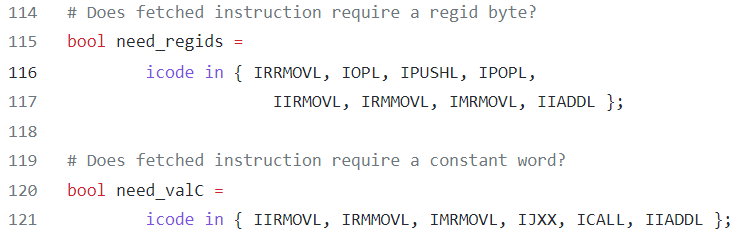 114 # Does fetched instruction require a regid byte?
115 bool need_regids =
116 icode in { IRRMOVL, IOPL, IPUSHL, IPOPL,
117 IIRMOVL, IRMMOVL, IMRMOVL, IIADDL };
118
119 # Does fetched instruction require a constant word?
120 bool need_valC =
121 icode in { IIRMOVL, IRMMOVL, IMRMOVL, IJXX, ICALL, IIADDL };